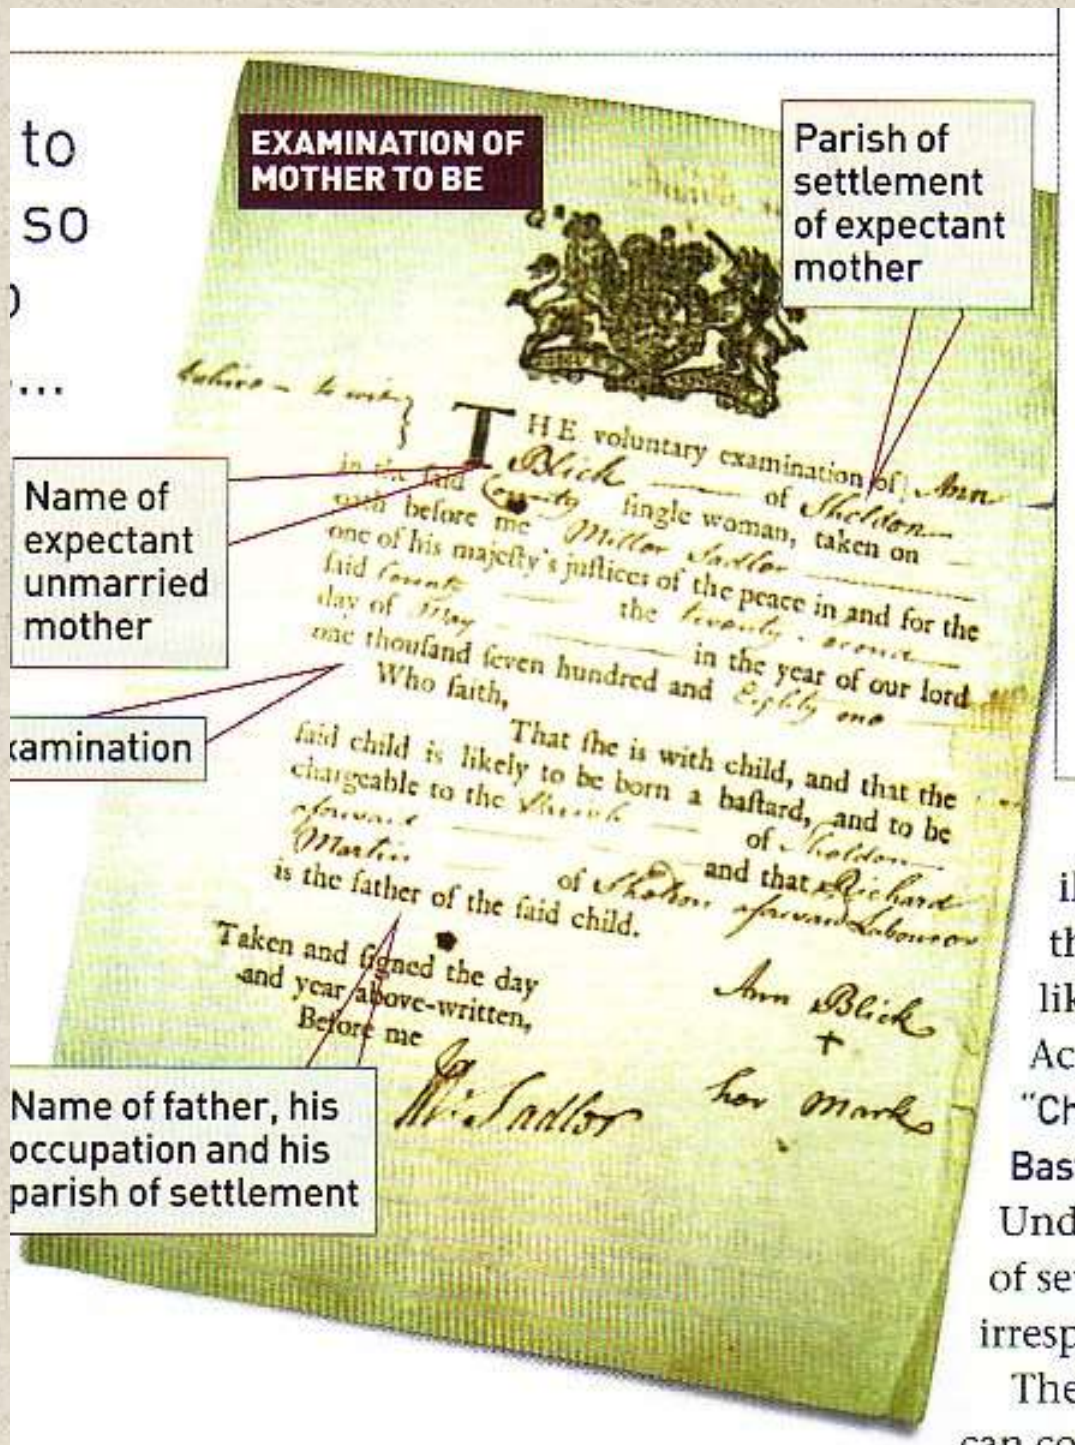 to
so
...
EXAMINATION OF
MOTHER TO BE
Parish of
settlement
of expectant
mother
Name of
expectant
unmarried
mother
xamination
Name of father, his
occupation and his
parish of settlement
to wit
THE voluntary examination of Ann
Blick of Sheldon
in the ſaid County ſingle woman, taken on
oath before me Miller Sadler
one of his majeſty's juſtices of the peace in and for the
ſaid County the twenty second
day of May in the year of our lord
one thouſand ſeven hundred and Eighty one
Who ſaith,
That ſhe is with child, and that the
ſaid child is likely to be born a baſtard, and to be
chargeable to the Parish of Sheldon
aforesaid and that Richard
Martin of Sheldon aforesaid Labourer
is the father of the ſaid child.
Taken and ſigned the day
and year above-written,
Before me
Sadler
Ann Blick
+
her mark
il
th
lik
Ac
“Ch
Bas
Und
of se
irresp
The
can co